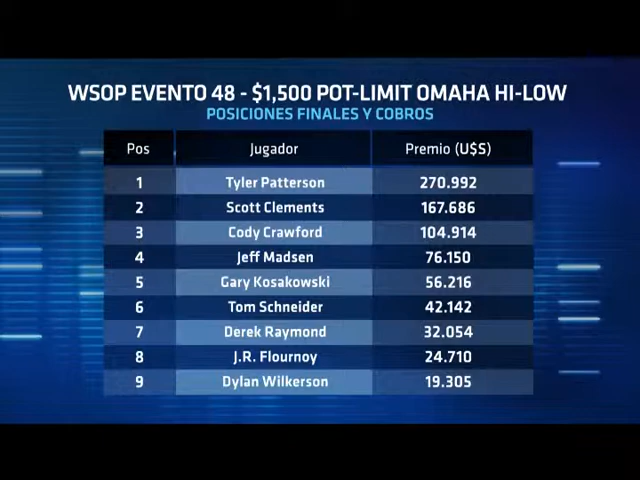 WSOP EVENTO 48 - $1,500 POT-LIMIT OMAHA HI-LOW
POSICIONES FINALES Y COBROS
Pos Jugador Premio (U$S)
1 Tyler Patterson 270.992
2 Scott Clements 167.686
3 Cody Crawford 104.914
4 Jeff Madsen 76.150
5 Gary Kosakowski 56.216
6 Tom Schneider 42.142
7 Derek Raymond 32.054
8 J.R. Flournoy 24.710
9 Dylan Wilkerson 19.305